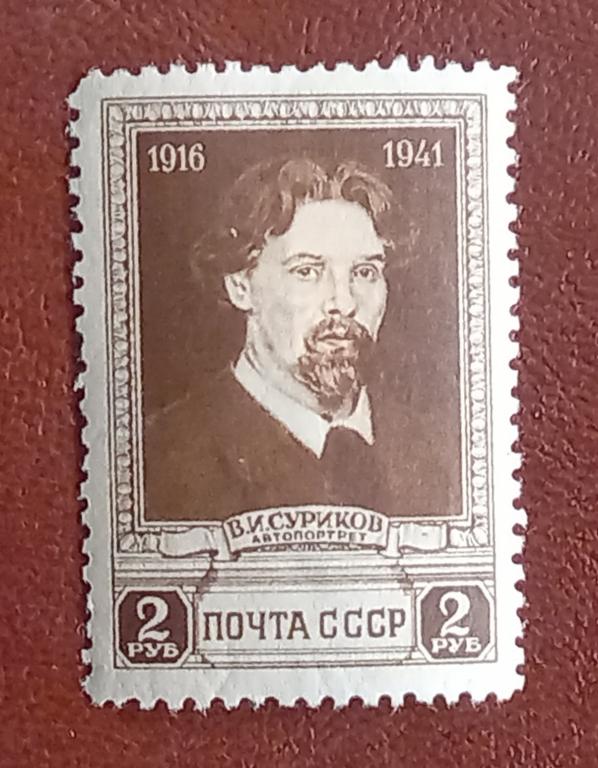 1916 1941
В.И.СУРИКОВ
АВТОПОРТРЕТ
2 РУБ ПОЧТА СССР 2 РУБ